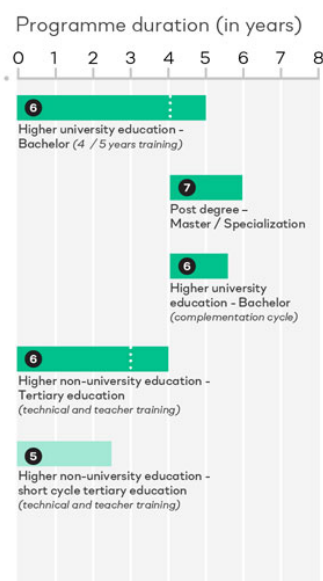 Programme duration (in years)
0 1 2 3 4 5 6 7 8
6
Higher university education -
Bachelor (4 / 5 years training)
7
Post degree –
Master / Specialization
6
Higher university
education - Bachelor
(complementation cycle)
6
Higher non-university education -
Tertiary education
(technical and teacher training)
5
Higher non-university education -
short cycle tertiary education
(technical and teacher training)